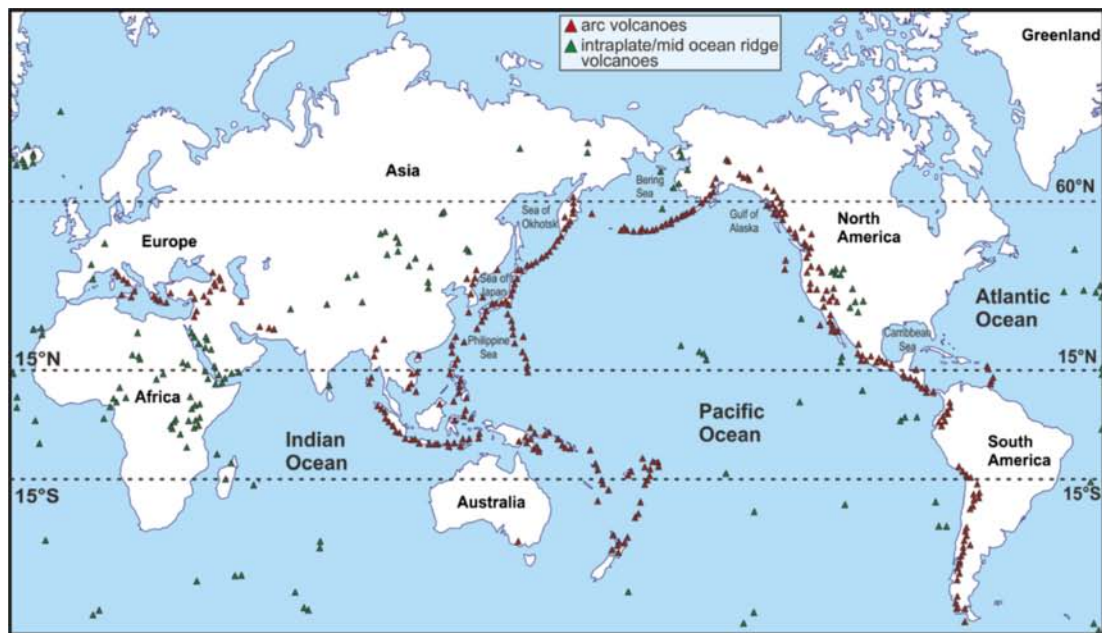 arc volcanoes
intraplate/mid ocean ridge
volcanoes
Greenland
Asia
Bering
Sea
60°N
Sea of
Okhotsk
Gulf of
Alaska
North
America
Europe
Sea of
Japan
Atlantic
Ocean
Philippine
Sea
Carribbean
Sea
15°N
15°N
Africa
Pacific
Ocean
Indian
Ocean
South
America
15°S
15°S
Australia